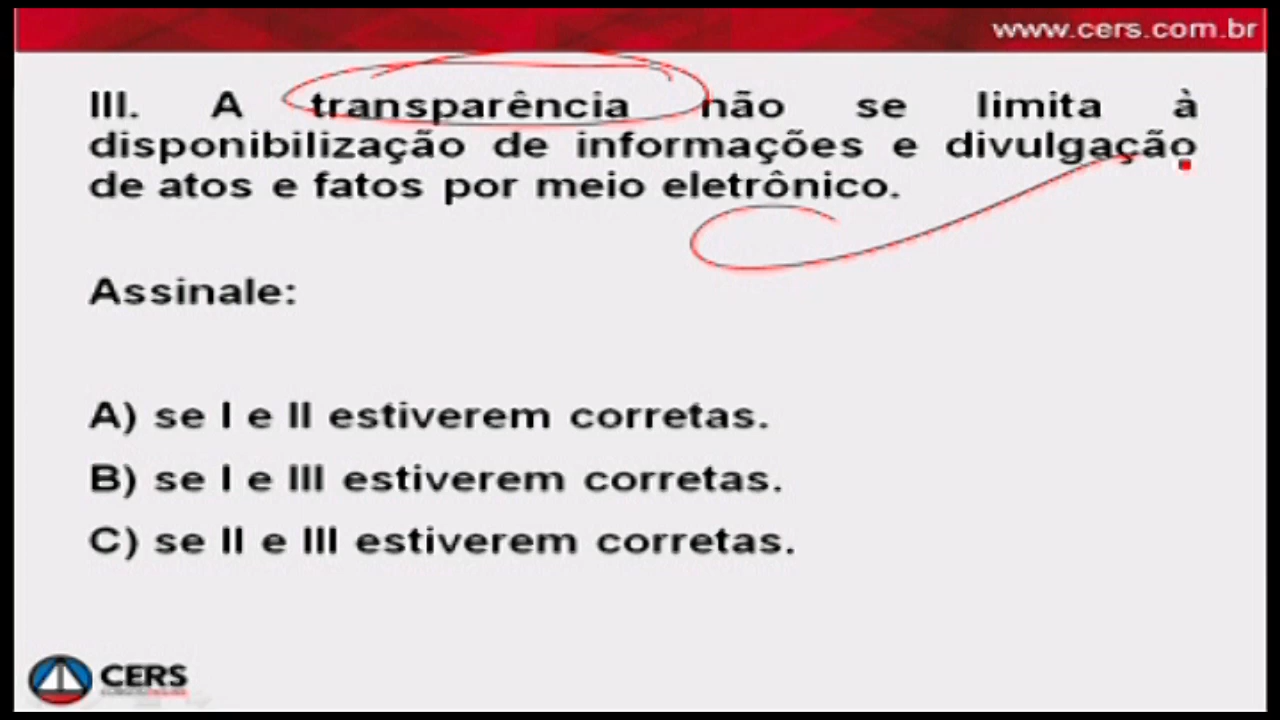 www.cers.com.br
III. A transparência não se limita à
disponibilização de informações e divulgação
de atos e fatos por meio eletrônico.
Assinale:
A) se I e II estiverem corretas.
B) se I e III estiverem corretas.
C) se II e III estiverem corretas.
CERS